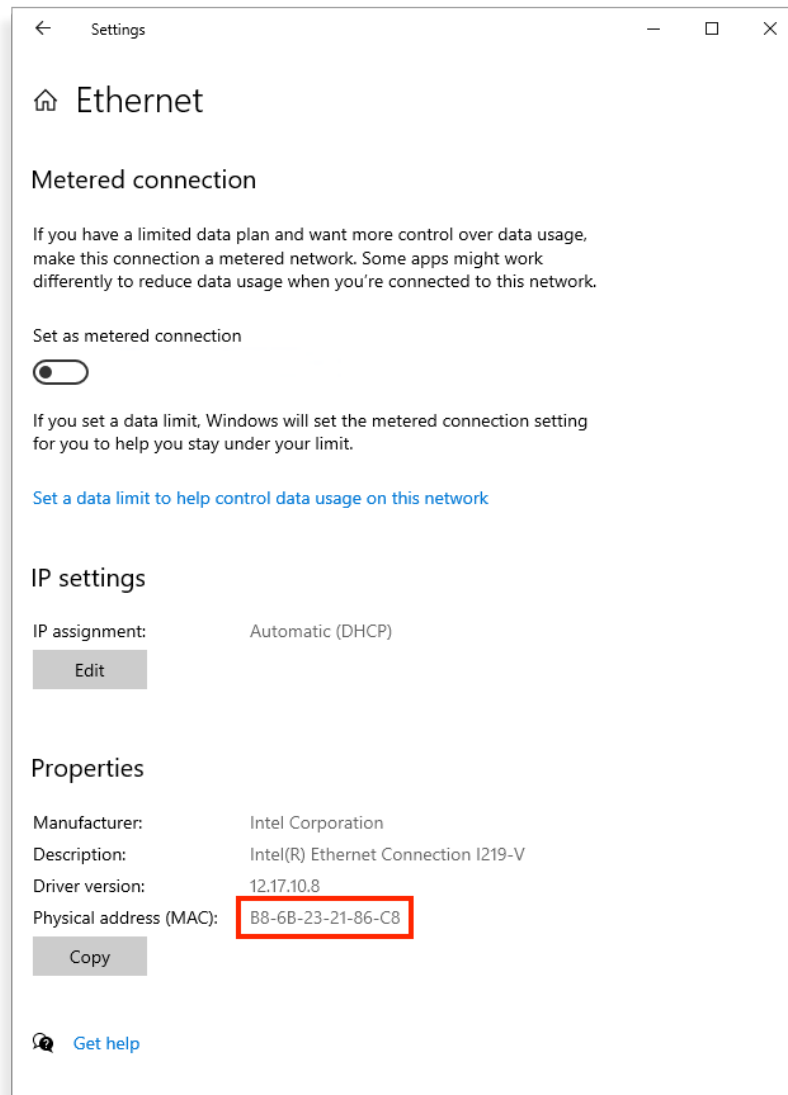 Settings
Ethernet
Metered connection
If you have a limited data plan and want more control over data usage,
make this connection a metered network. Some apps might work
differently to reduce data usage when you’re connected to this network.
Set as metered connection
If you set a data limit, Windows will set the metered connection setting
for you to help you stay under your limit.
Set a data limit to help control data usage on this network
IP settings
IP assignment: Automatic (DHCP)
Edit
Properties
Manufacturer: Intel Corporation
Description: Intel(R) Ethernet Connection I219-V
Driver version: 12.17.10.8
Physical address (MAC): B8-6B-23-21-86-C8
Copy
Get help